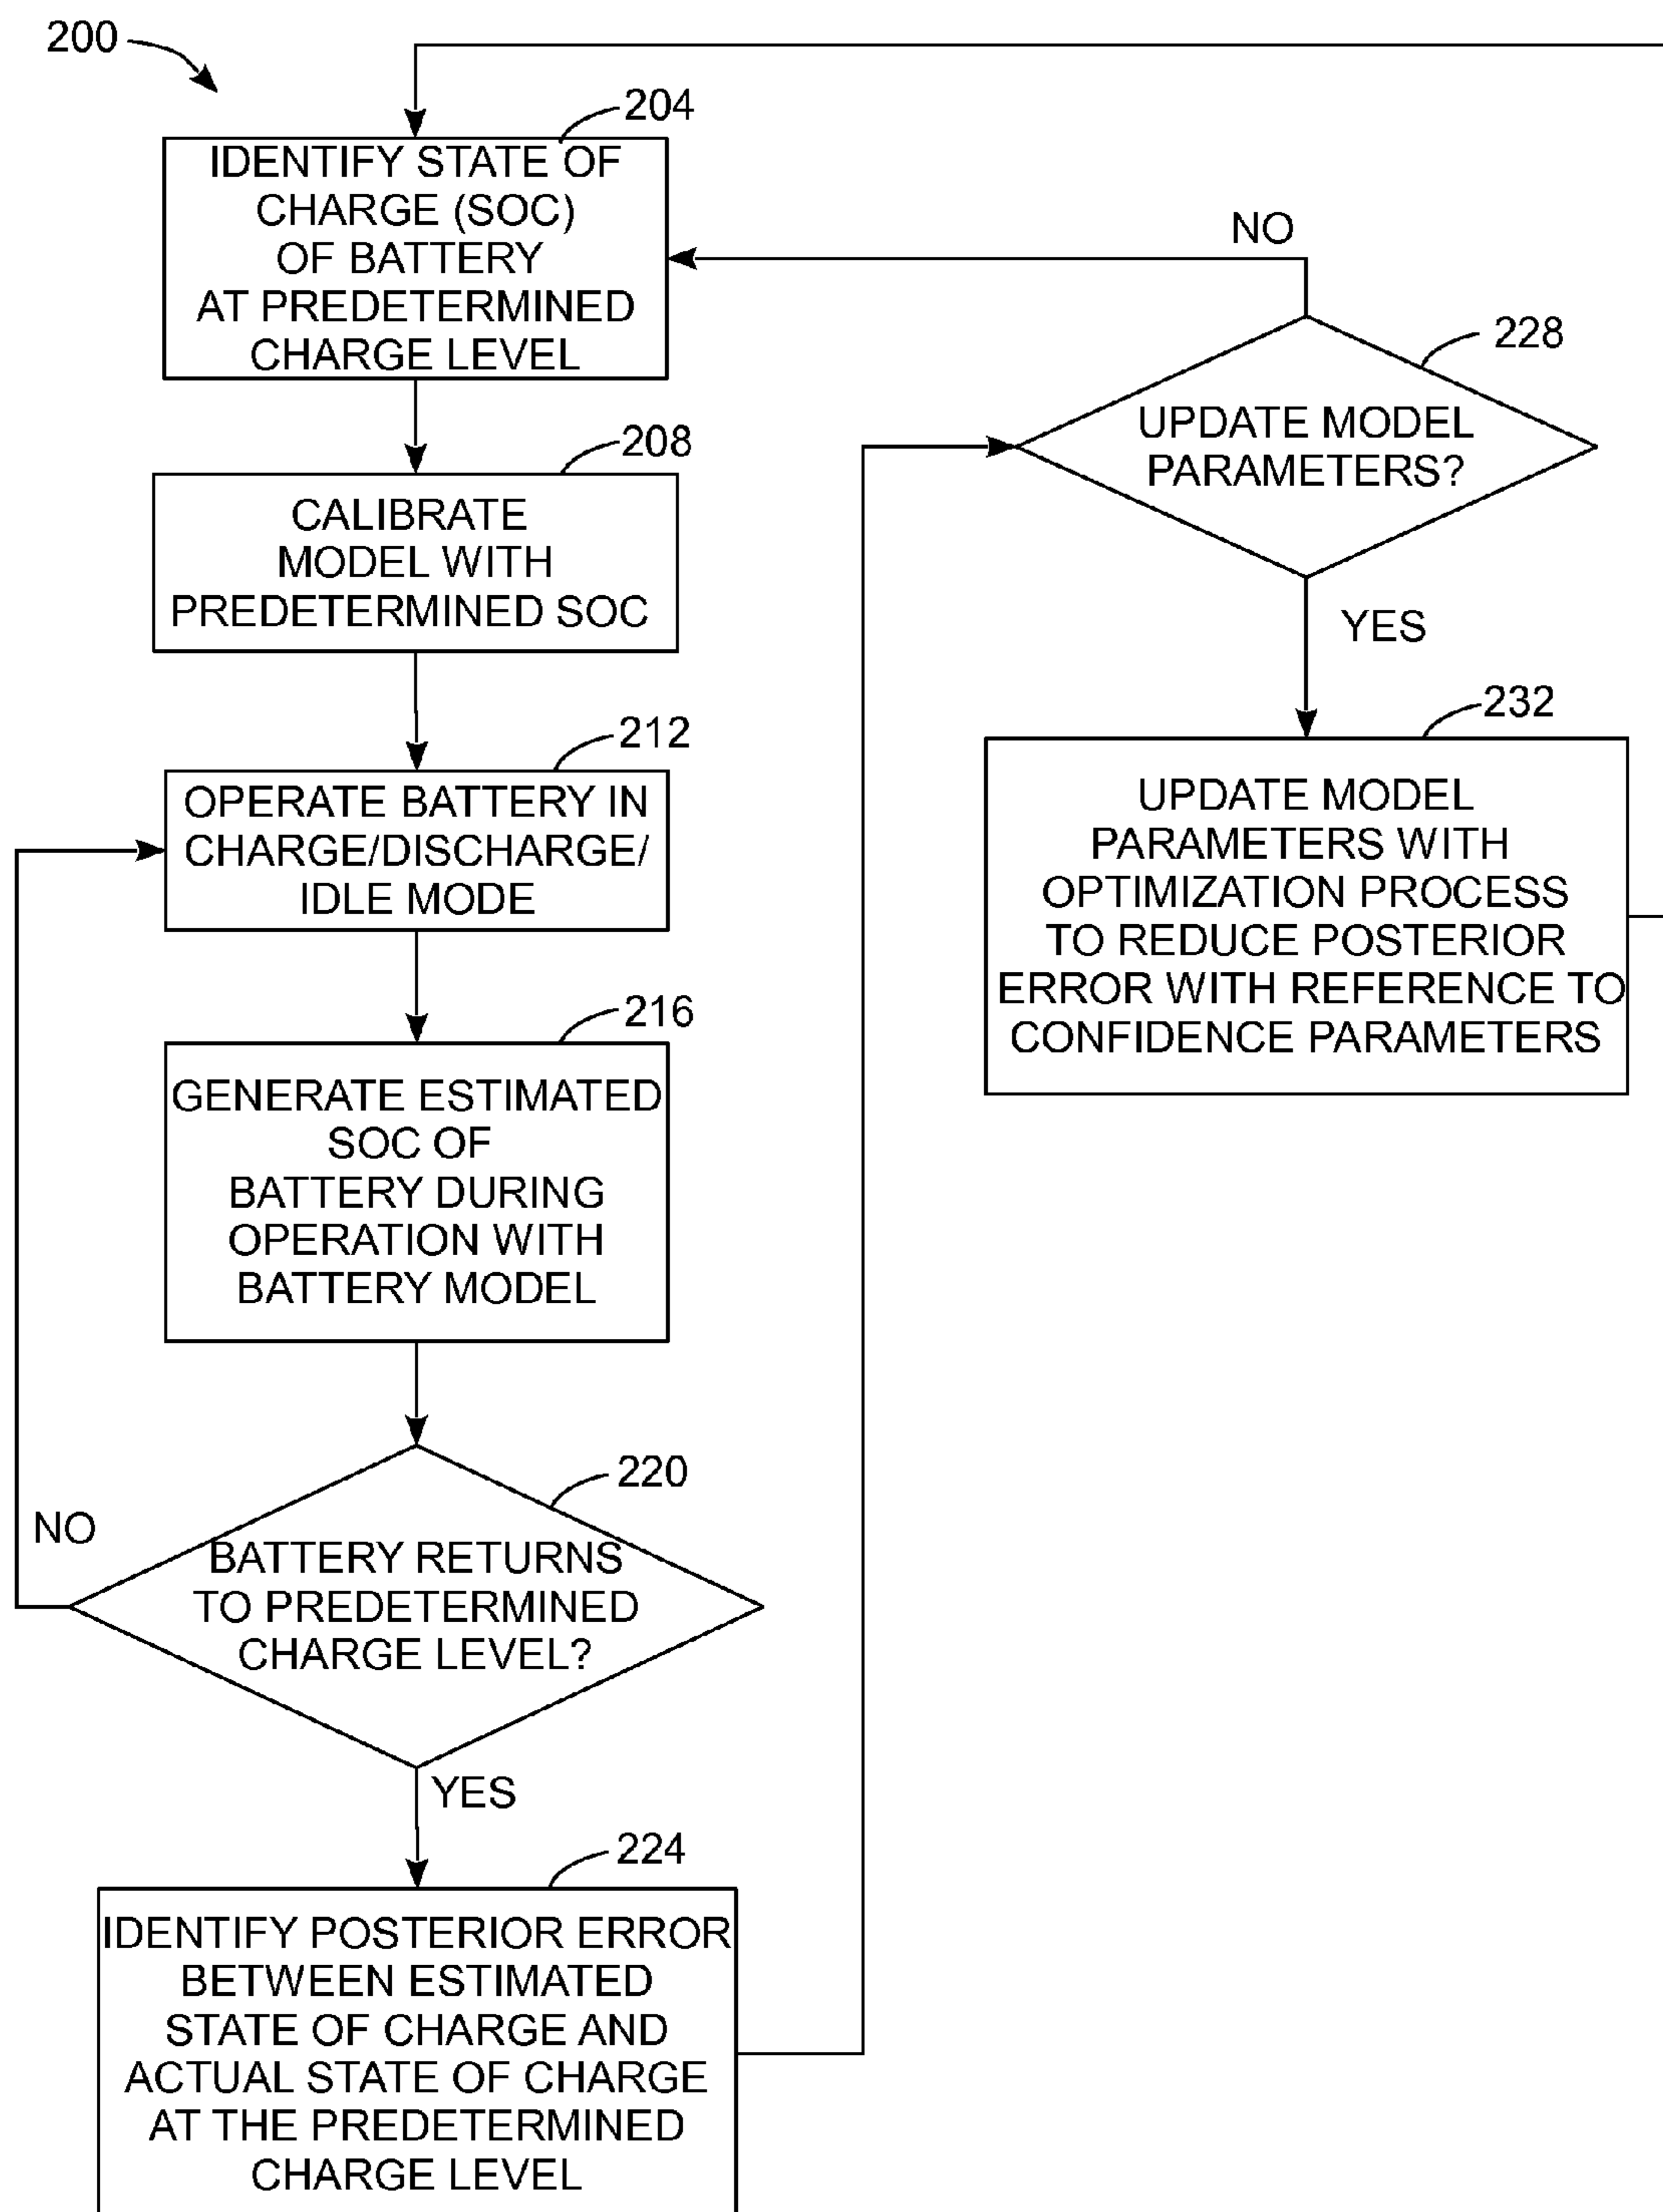 200
204
IDENTIFY STATE OF
CHARGE (SOC)
OF BATTERY
AT PREDETERMINED
CHARGE LEVEL
208
CALIBRATE
MODEL WITH
PREDETERMINED SOC
212
OPERATE BATTERY IN
CHARGE/DISCHARGE/
IDLE MODE
216
GENERATE ESTIMATED
SOC OF
BATTERY DURING
OPERATION WITH
BATTERY MODEL
220
NO
BATTERY RETURNS
TO PREDETERMINED
CHARGE LEVEL?
YES
224
IDENTIFY POSTERIOR ERROR
BETWEEN ESTIMATED
STATE OF CHARGE AND
ACTUAL STATE OF CHARGE
AT THE PREDETERMINED
CHARGE LEVEL
NO
228
UPDATE MODEL
PARAMETERS?
YES
232
UPDATE MODEL
PARAMETERS WITH
OPTIMIZATION PROCESS
TO REDUCE POSTERIOR
ERROR WITH REFERENCE TO
CONFIDENCE PARAMETERS